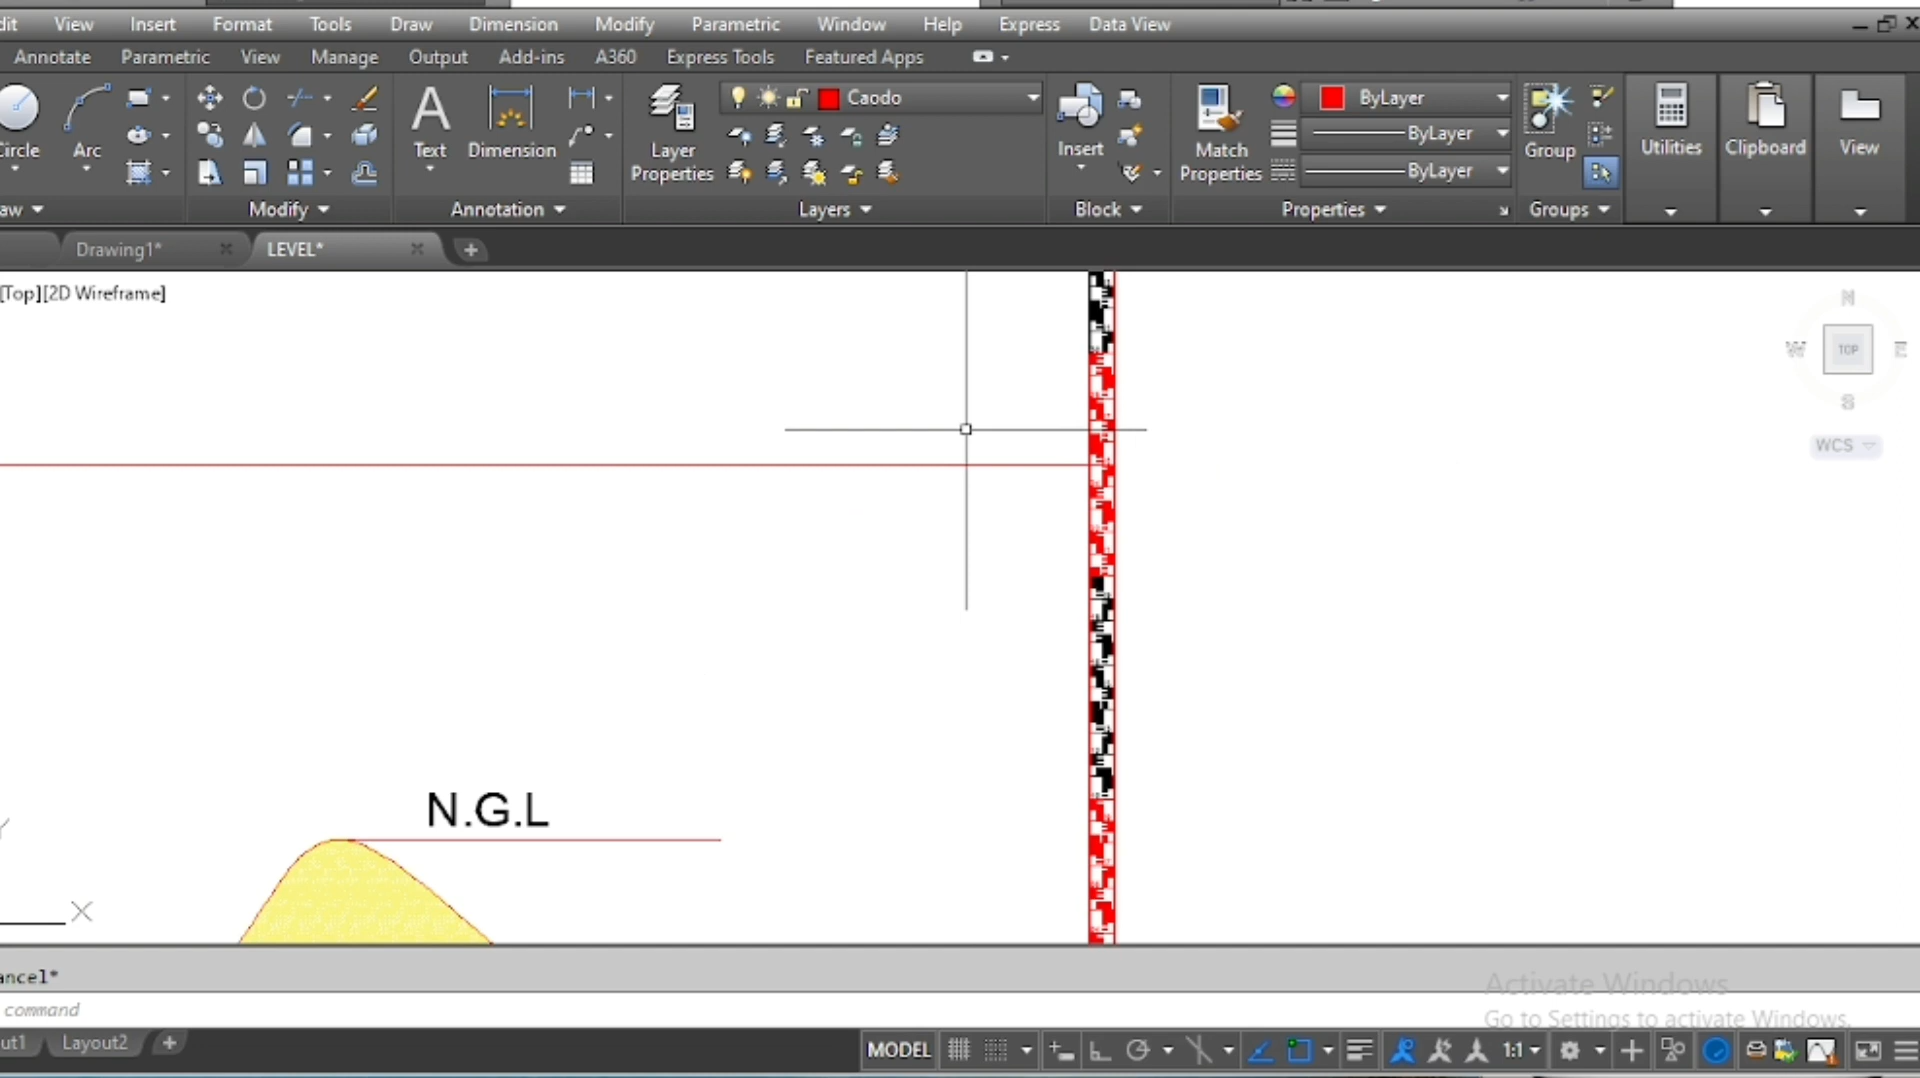 dit View Insert Format Tools Draw Dimension Modify Parametric Window Help Express Data View
Annotate Parametric View Manage Output Add-ins A360 Express Tools Featured Apps
Caodo
ByLayer
ByLayer
ByLayer
Circle Arc
Text Dimension
Layer Properties
Insert
Match Properties
Group
Utilities
Clipboard
View
aw Modify Annotation Layers Block Properties Groups
Drawing1* LEVEL*
[Top][2D Wireframe]
N
W TOP E
S
WCS
N.G.L
Y
X
ancel*
command
Activate Windows
Go to Settings to activate Windows.
ut1 Layout2
MODEL 1:1